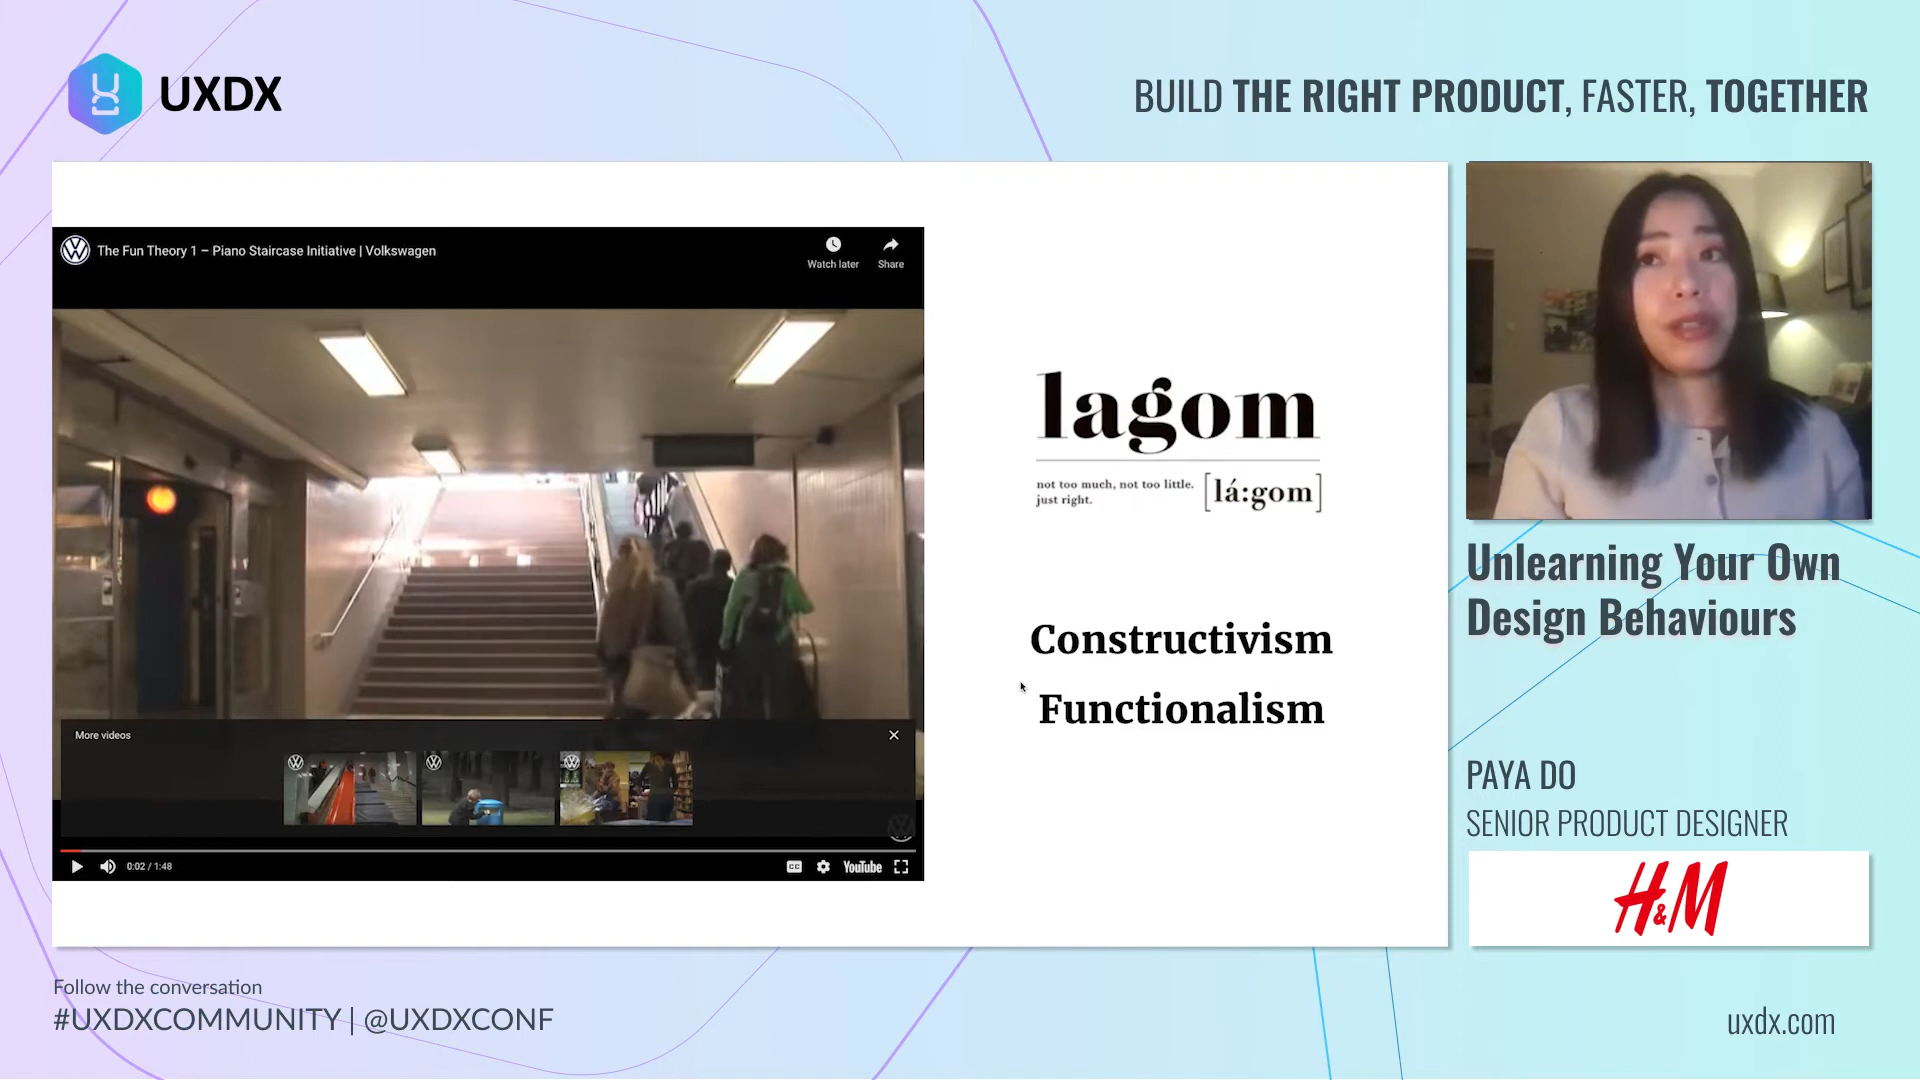 UXDX
BUILD THE RIGHT PRODUCT, FASTER, TOGETHER
The Fun Theory 1 – Piano Staircase Initiative | Volkswagen
Watch later
Share
More videos
0:02 / 1:48
CC
YouTube
lagom
not too much, not too little.
just right.
[lá:gom]
Constructivism
Functionalism
Unlearning Your Own
Design Behaviours
PAYA DO
SENIOR PRODUCT DESIGNER
H&M
Follow the conversation
#UXDXCOMMUNITY | @UXDXCONF
uxdx.com